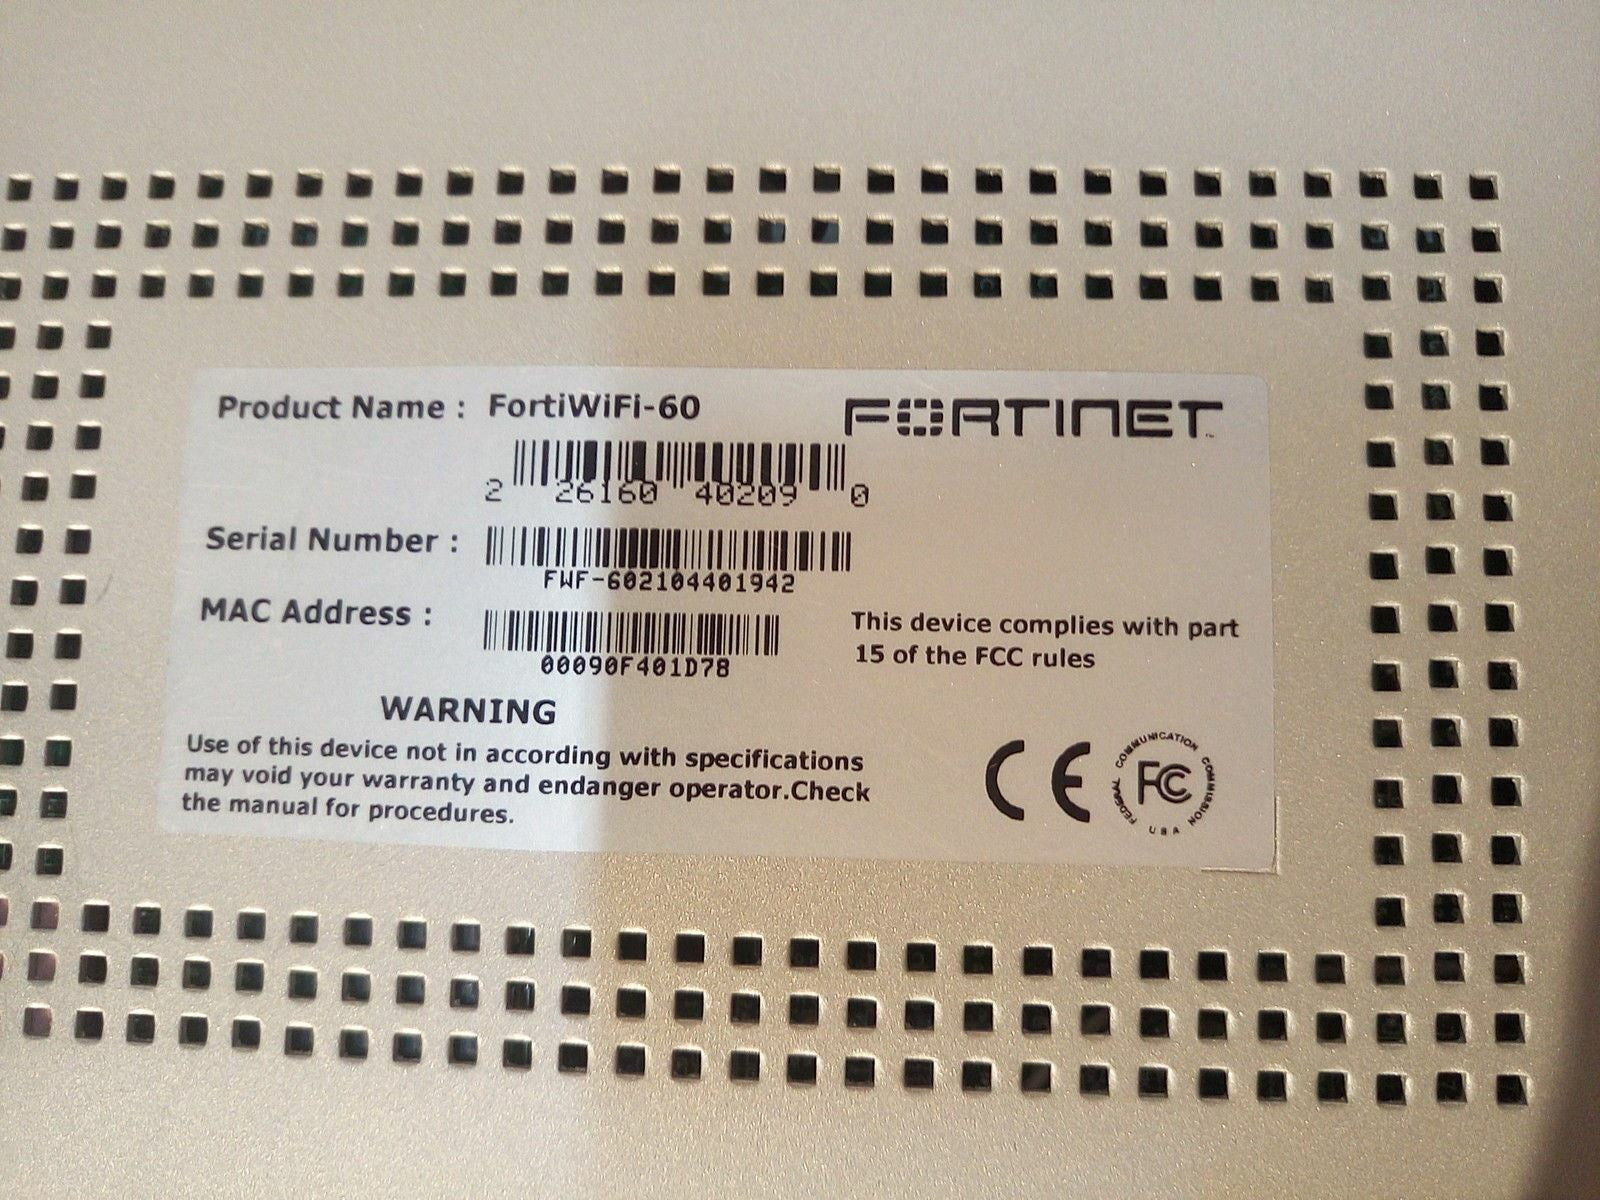 Product Name : FortiWiFi-60
FORTINET
2 26160 40209 0
Serial Number :
FWF-602104401942
MAC Address :
00090F401D78
This device complies with part
15 of the FCC rules
WARNING
Use of this device not in according with specifications
may void your warranty and endanger operator.Check
the manual for procedures.
CE
FEDERAL COMMUNICATION COMMISSION
FCC
USA